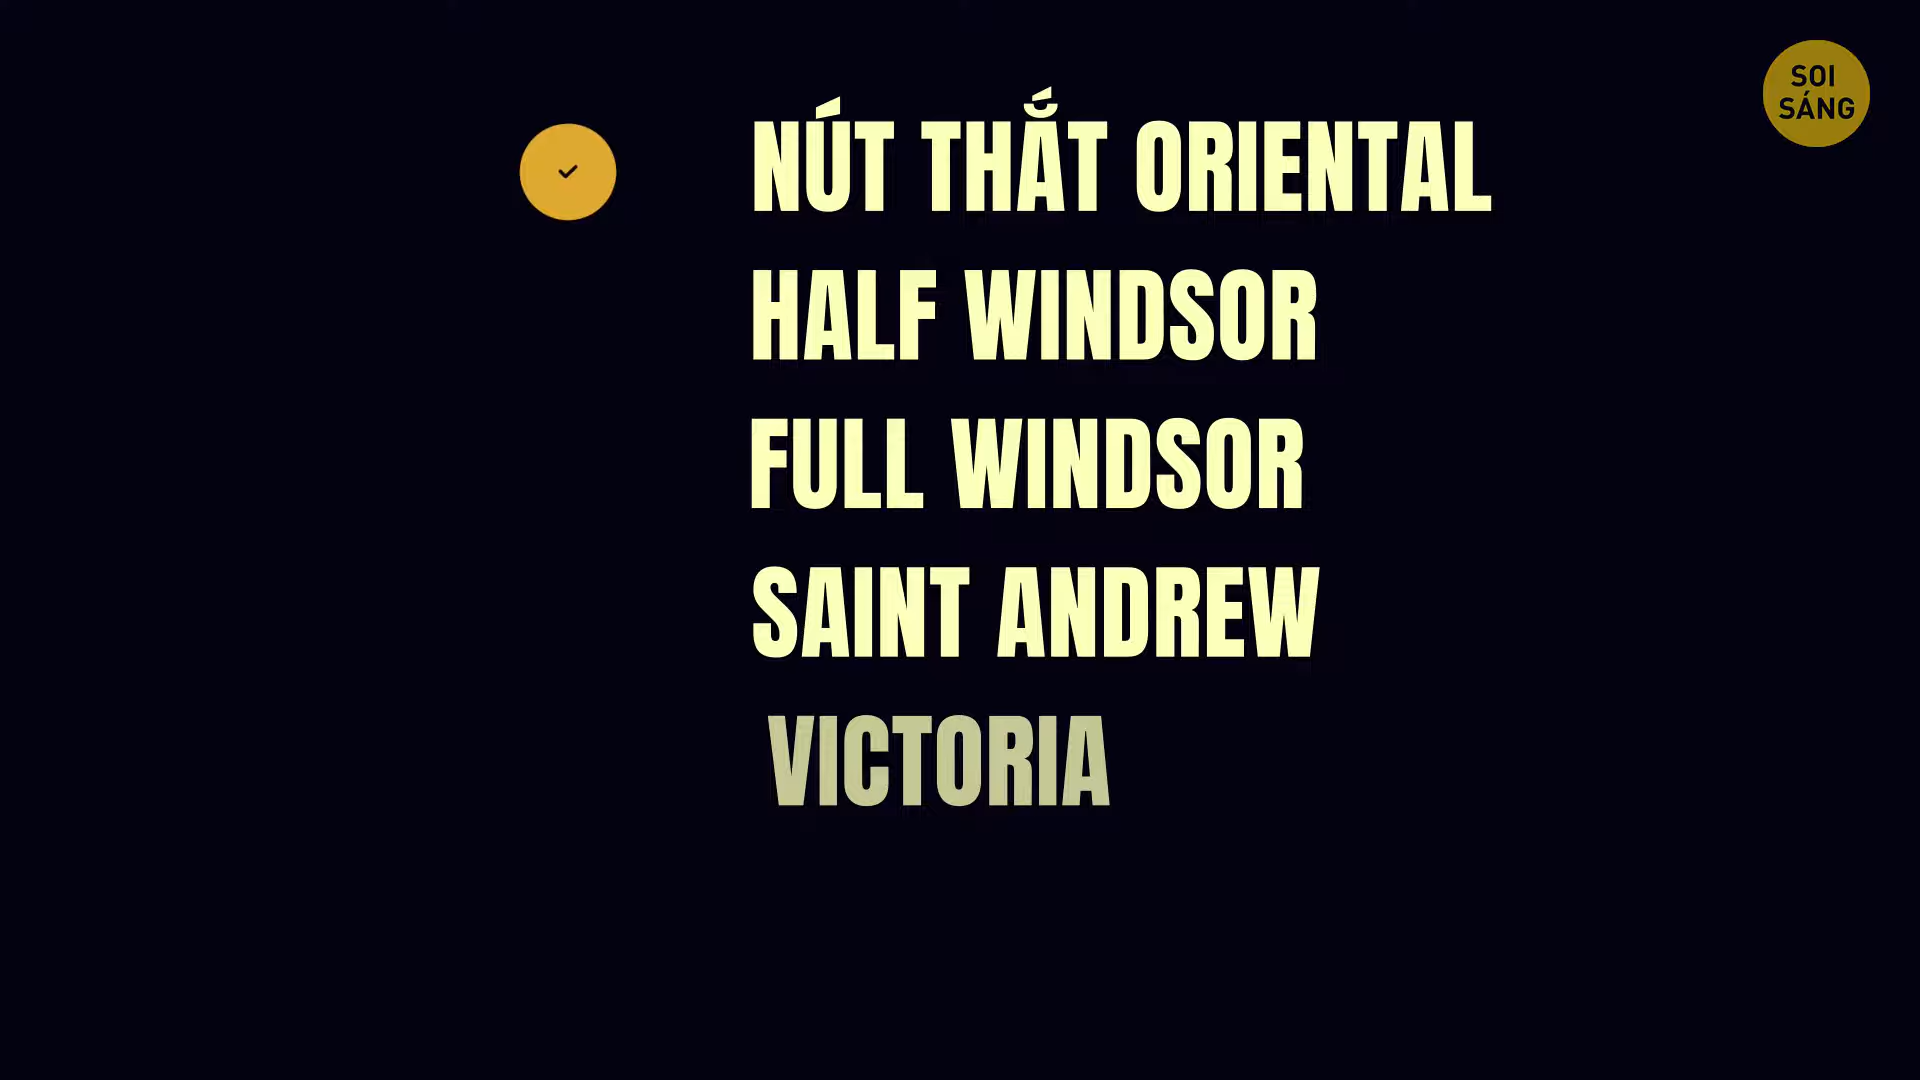 SOI
SÁNG
NÚT THẮT ORIENTAL
HALF WINDSOR
FULL WINDSOR
SAINT ANDREW
VICTORIA